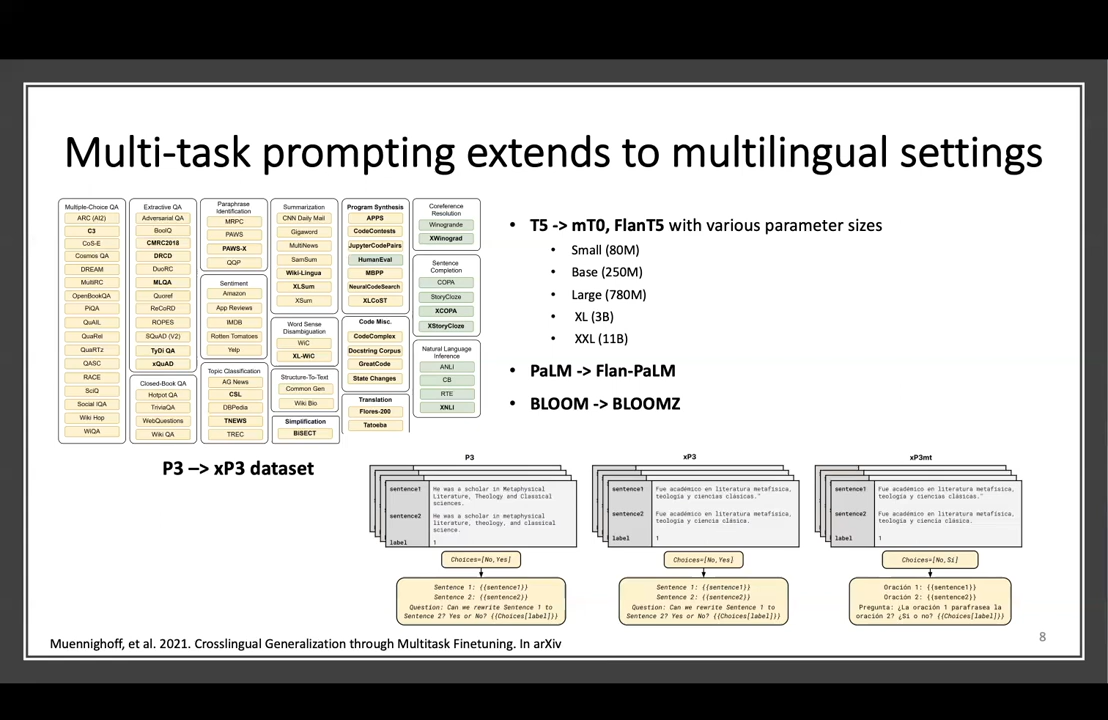 Multi-task prompting extends to multilingual settings
Multiple-Choice QA
ARC (AI2)
C3
CoS-E
Cosmos QA
DREAM
MultiRC
OpenBookQA
PiQA
QuAIL
QuaRel
QuaRTz
QASC
RACE
SciQ
Social IQA
Wiki Hop
WiQA
Extractive QA
Adversarial QA
BoolQ
CMRC2018
DRCD
DuoRC
MLQA
Quoref
ReCoRD
ROPES
SQuAD (V2)
TyDi QA
xQuAD
Closed-Book QA
Hotpot QA
TriviaQA
WebQuestions
Wiki QA
Paraphrase
Identification
MRPC
PAWS
PAWS-X
QQP
Sentiment
Amazon
App Reviews
IMDB
Rotten Tomatoes
Yelp
Topic Classification
AG News
CSL
DBPedia
TNEWS
TREC
Summarization
CNN Daily Mail
Gigaword
MultiNews
SamSum
Wiki-Lingua
XLSum
XSum
Word Sense
Disambiguation
WiC
XL-WiC
Structure-To-Text
Common Gen
Wiki Bio
Simplification
BiSECT
Program Synthesis
APPS
CodeContests
JupyterCodePairs
HumanEval
MBPP
NeuralCodeSearch
XLCoST
Code Misc.
CodeComplex
Docstring Corpus
GreatCode
State Changes
Translation
Flores-200
Tatoeba
Coreference
Resolution
Winogrande
XWinograd
Sentence
Completion
COPA
StoryCloze
XCOPA
XStoryCloze
Natural Language
Inference
ANLI
CB
RTE
XNLI
• T5 -> mT0, FlanT5 with various parameter sizes
• Small (80M)
• Base (250M)
• Large (780M)
• XL (3B)
• XXL (11B)
• PaLM -> Flan-PaLM
• BLOOM -> BLOOMZ
P3 –> xP3 dataset
P3
sentence1
He was a scholar in Metaphysical
Literature, Theology and Classical
sciences.
sentence2
He was a scholar in metaphysical
literature, theology, and classical
science.
label
1
Choices=[No,Yes]
Sentence 1: {{sentence1}}
Sentence 2: {{sentence2}}
Question: Can we rewrite Sentence 1 to
Sentence 2? Yes or No? {{Choices[label]}}
xP3
sentence1
Fue académico en literatura metafísica,
teología y ciencias clásicas."
sentence2
Fue académico en literatura metafísica,
teología y ciencia clásica.
label
1
Choices=[No,Yes]
Sentence 1: {{sentence1}}
Sentence 2: {{sentence2}}
Question: Can we rewrite Sentence 1 to
Sentence 2? Yes or No? {{Choices[label]}}
xP3mt
sentence1
Fue académico en literatura metafísica,
teología y ciencias clásicas."
sentence2
Fue académico en literatura metafísica,
teología y ciencia clásica.
label
1
Choices=[No,Sí]
Oración 1: {{sentence1}}
Oración 2: {{sentence2}}
Pregunta: ¿La oración 1 parafrasea la
oración 2? ¿Si o no? {{Choices[label]}}
Muennighoff, et al. 2021. Crosslingual Generalization through Multitask Finetuning. In arXiv
8